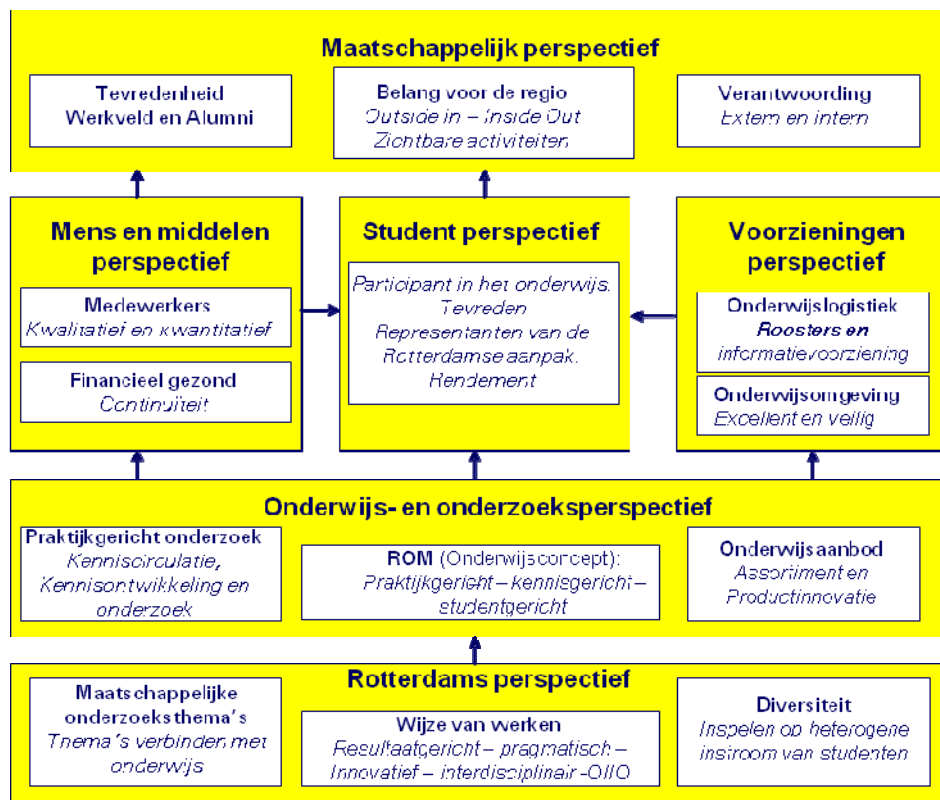 Maatschappelijk perspectief
Tevredenheid
Werkveld en Alumni
Belang voor de regio
Outside in – Inside Out
Zichtbare activiteiten
Verantwoording
Extern en intern
Mens en middelen
perspectief
Medewerkers
Kwalitatief en kwantitatief
Financieel gezond
Continuïteit
Student perspectief
Participant in het onderwijs.
Tevreden
Representanten van de
Rotterdamse aanpak.
Rendement
Voorzieningen
perspectief
Onderwijslogistiek
Roosters en
informatievoorziening
Onderwijsomgeving
Excellent en veilig
Onderwijs- en onderzoeksperspectief
Praktijkgericht onderzoek
Kenniscirculatie,
Kennisontwikkeling en
onderzoek
ROM (Onderwijsconcept):
Praktijkgericht – kennisgericht –
studentgericht
Onderwijsaanbod
Assortiment en
Productinnovatie
Rotterdams perspectief
Maatschappelijke
onderzoeksthema's
Thema's verbinden met
onderwijs
Wijze van werken
Resultaatgericht – pragmatisch –
Innovatief – interdisciplinair -OIIO
Diversiteit
Inspelen op heterogene
instroom van studenten